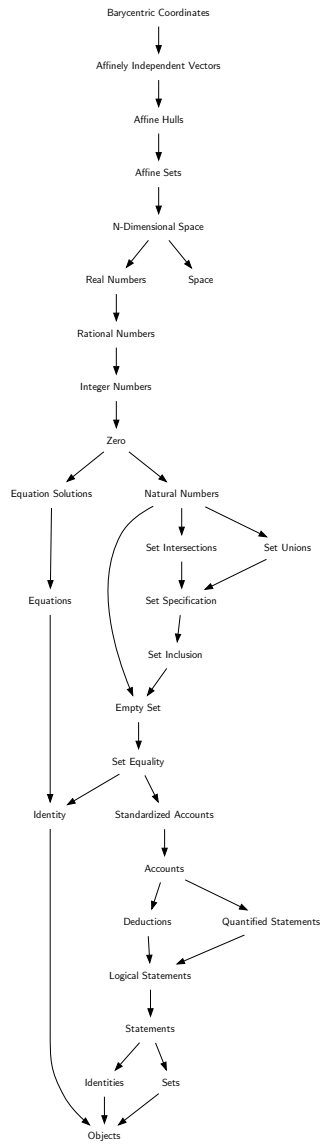 Barycentric Coordinates
Affinely Independent Vectors
Affine Hulls
Affine Sets
N-Dimensional Space
Real Numbers
Space
Rational Numbers
Integer Numbers
Zero
Equation Solutions
Natural Numbers
Set Intersections
Set Unions
Equations
Set Specification
Set Inclusion
Empty Set
Set Equality
Identity
Standardized Accounts
Accounts
Deductions
Quantified Statements
Logical Statements
Statements
Identities
Sets
Objects